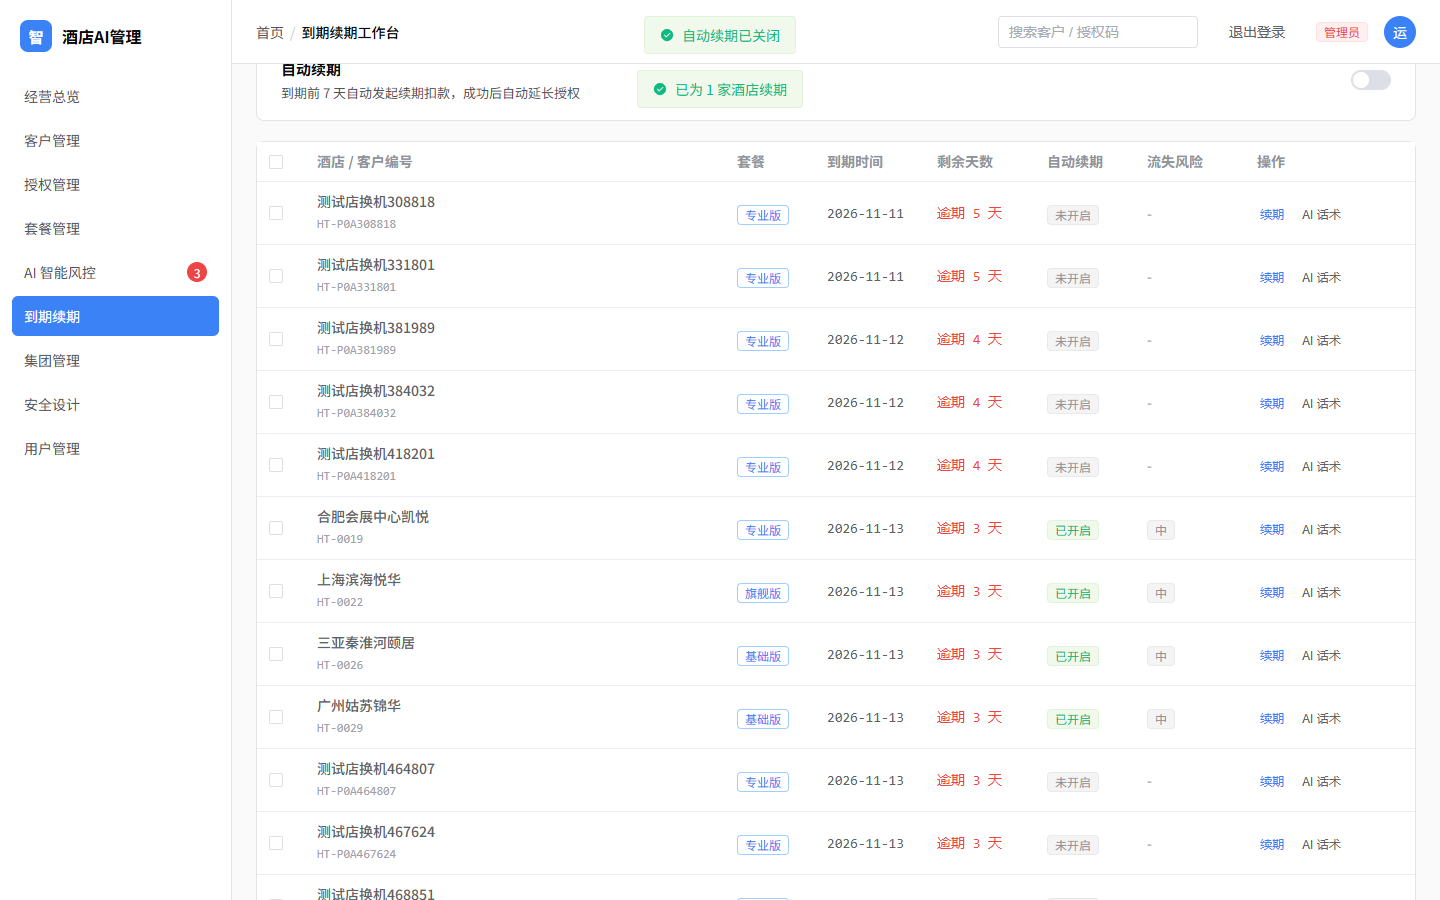 智 酒店AI管理
经营总览
客户管理
授权管理
套餐管理
AI 智能风控 3
到期续期
集团管理
安全设计
用户管理
首页 / 到期续期工作台
自动续期已关闭
搜索客户 / 授权码
退出登录
管理员
运
自动续期
到期前 7 天自动发起续期扣款，成功后自动延长授权
已为 1 家酒店续期
酒店 / 客户编号 套餐 到期时间 剩余天数 自动续期 流失风险 操作
测试店换机308818
HT-P0A308818
专业版 2026-11-11 逾期 5 天 未开启 - 续期 AI 话术
测试店换机331801
HT-P0A331801
专业版 2026-11-11 逾期 5 天 未开启 - 续期 AI 话术
测试店换机381989
HT-P0A381989
专业版 2026-11-12 逾期 4 天 未开启 - 续期 AI 话术
测试店换机384032
HT-P0A384032
专业版 2026-11-12 逾期 4 天 未开启 - 续期 AI 话术
测试店换机418201
HT-P0A418201
专业版 2026-11-12 逾期 4 天 未开启 - 续期 AI 话术
合肥会展中心凯悦
HT-0019
专业版 2026-11-13 逾期 3 天 已开启 中 续期 AI 话术
上海滨海悦华
HT-0022
旗舰版 2026-11-13 逾期 3 天 已开启 中 续期 AI 话术
三亚秦淮河颐居
HT-0026
基础版 2026-11-13 逾期 3 天 已开启 中 续期 AI 话术
广州姑苏锦华
HT-0029
基础版 2026-11-13 逾期 3 天 已开启 中 续期 AI 话术
测试店换机464807
HT-P0A464807
专业版 2026-11-13 逾期 3 天 未开启 - 续期 AI 话术
测试店换机467624
HT-P0A467624
专业版 2026-11-13 逾期 3 天 未开启 - 续期 AI 话术
测试店换机468851